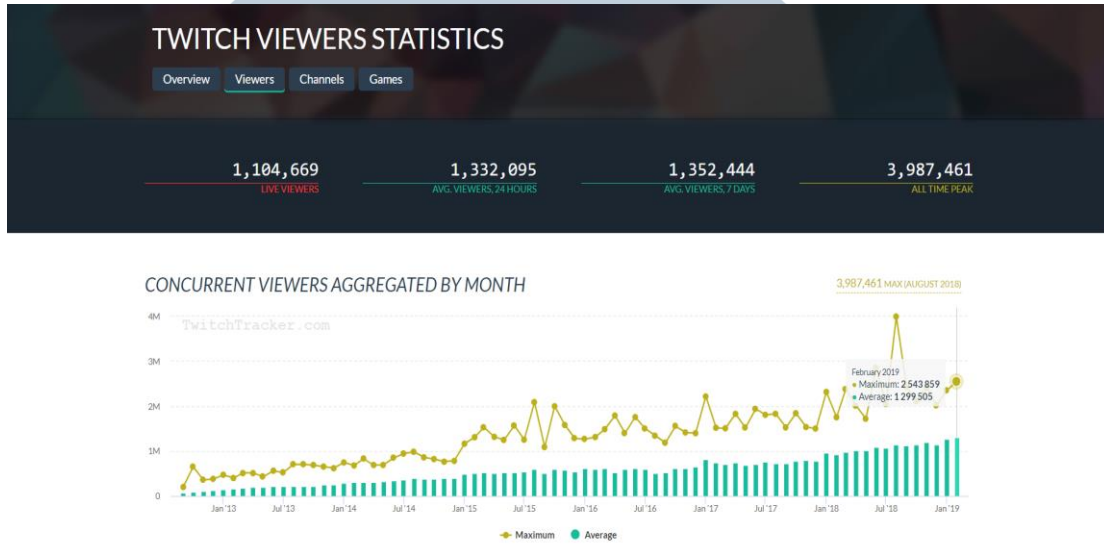 TWITCH VIEWERS STATISTICS
Overview Viewers Channels Games
1,104,669 1,332,095 1,352,444 3,987,461
LIVE VIEWERS AVG. VIEWERS, 24 HOURS AVG. VIEWERS, 7 DAYS ALL TIME PEAK
CONCURRENT VIEWERS AGGREGATED BY MONTH
3,987,461 MAX (AUGUST 2018)
4M
TwitchTracker.com
3M
February 2019
Maximum: 2 543 859
Average: 1 299 505
2M
1M
0
Jan '13 Jul '13 Jan '14 Jul '14 Jan '15 Jul '15 Jan '16 Jul '16 Jan '17 Jul '17 Jan '18 Jul '18 Jan '19
Maximum Average